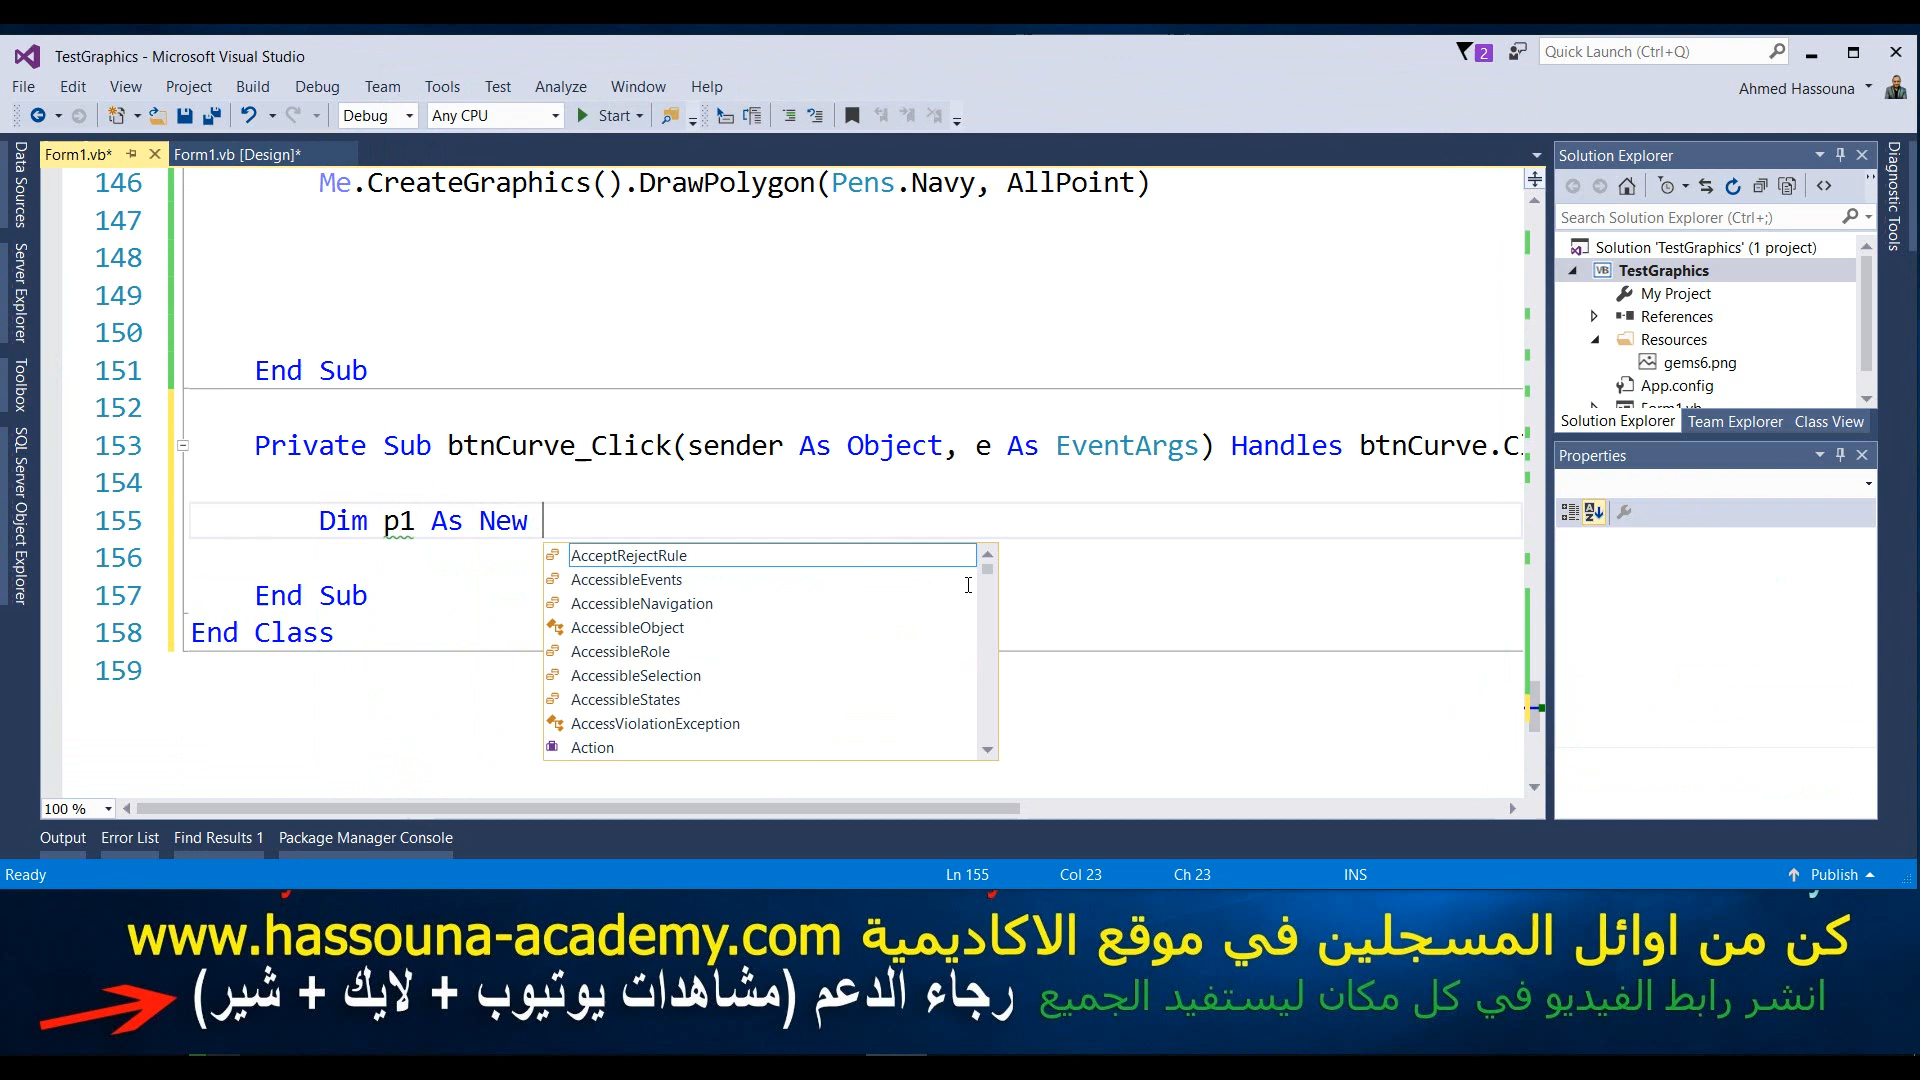 TestGraphics - Microsoft Visual Studio
2
Quick Launch (Ctrl+Q)
File Edit View Project Build Debug Team Tools Test Analyze Window Help
Ahmed Hassouna
Debug Any CPU Start
Form1.vb* Form1.vb [Design]*
Data Sources
Server Explorer
Toolbox
SQL Server Object Explorer
146 Me.CreateGraphics().DrawPolygon(Pens.Navy, AllPoint)
147
148
149
150
151 End Sub
152
153 Private Sub btnCurve_Click(sender As Object, e As EventArgs) Handles btnCurve.Cl
154
155 Dim p1 As New
156
157 End Sub
158 End Class
159
AcceptRejectRule
AccessibleEvents
AccessibleNavigation
AccessibleObject
AccessibleRole
AccessibleSelection
AccessibleStates
AccessViolationException
Action
Solution Explorer
Search Solution Explorer (Ctrl+;)
Solution 'TestGraphics' (1 project)
VB TestGraphics
My Project
References
Resources
gems6.png
App.config
Form1.vb
Solution Explorer Team Explorer Class View
Properties
Diagnostic Tools
100 %
Output Error List Find Results 1 Package Manager Console
Ready Ln 155 Col 23 Ch 23 INS Publish
كن من اوائل المسجلين في موقع الاكاديمية www.hassouna-academy.com
انشر رابط الفيديو في كل مكان ليستفيد الجميع رجاء الدعم (مشاهدات يوتيوب + لايك + شير)